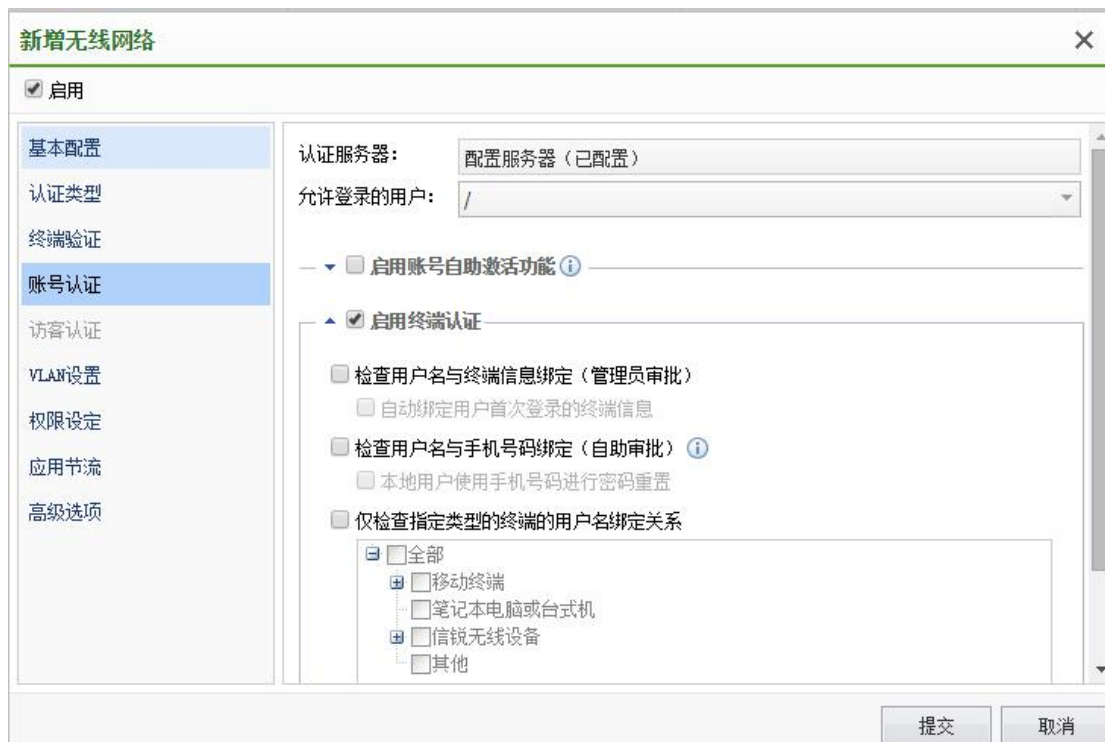 新增无线网络
启用
基本配置
认证类型
终端验证
账号认证
访客认证
VLAN设置
权限设定
应用节流
高级选项
认证服务器：
配置服务器（已配置）
允许登录的用户：
/
启用账号自助激活功能
启用终端认证
检查用户名与终端信息绑定（管理员审批）
自动绑定用户首次登录的终端信息
检查用户名与手机号码绑定（自助审批）
本地用户使用手机号码进行密码重置
仅检查指定类型的终端的用户名绑定关系
全部
移动终端
笔记本电脑或台式机
信锐无线设备
其他
提交
取消